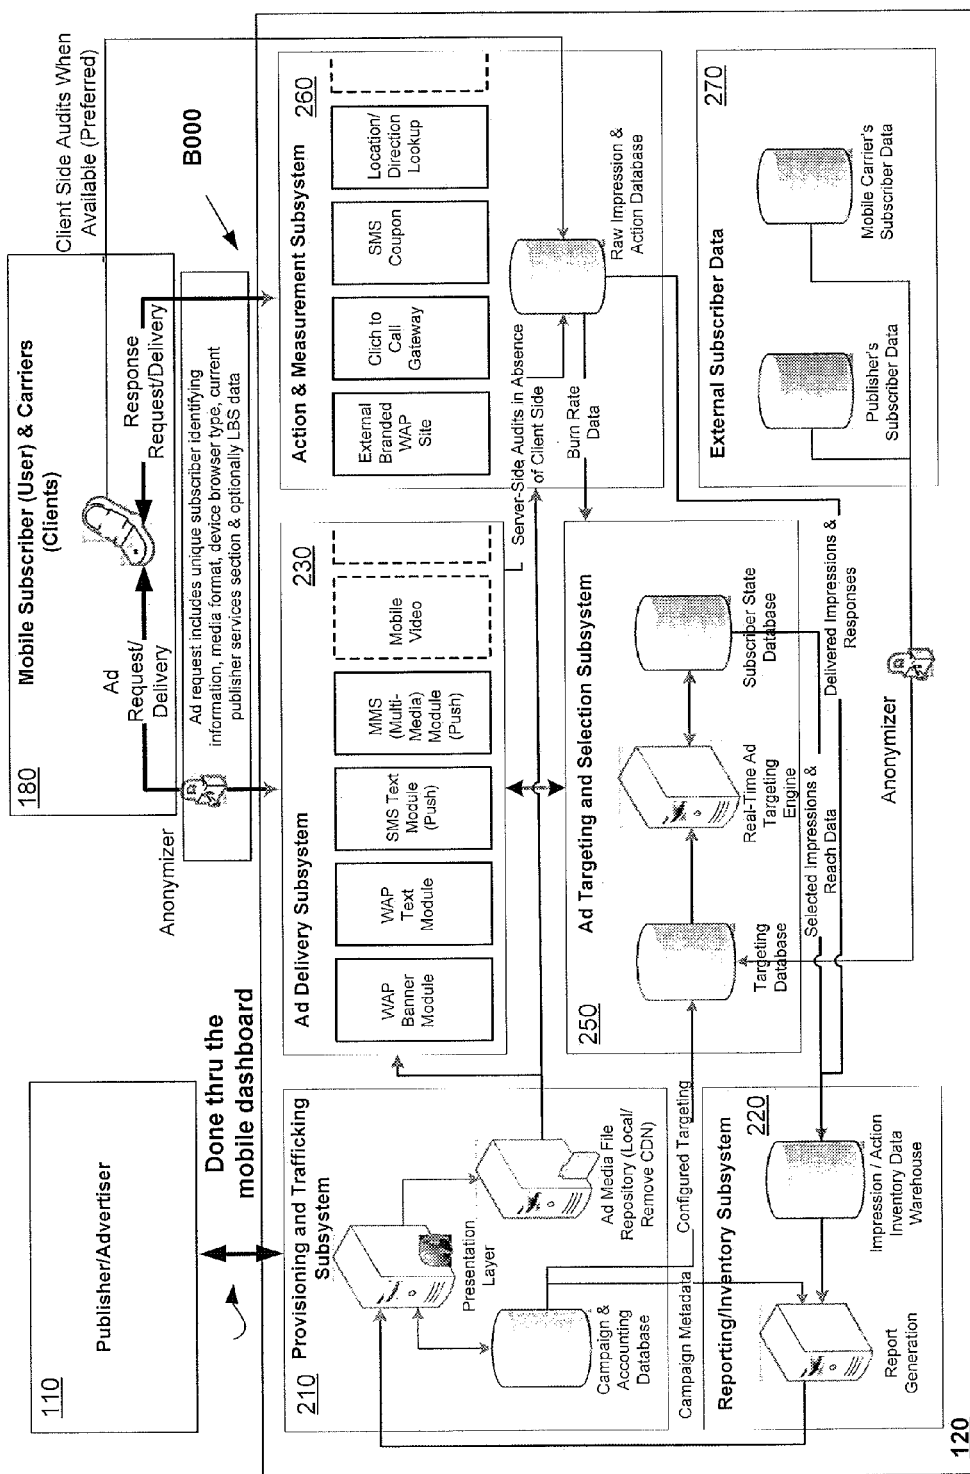 110
Publisher/Advertiser
Done thru the
mobile dashboard
180
Mobile Subscriber (User) & Carriers
(Clients)
Ad
Request/
Delivery
Response
Request/Delivery
Client Side Audits When
Available (Preferred)
Anonymizer
Ad request includes unique subscriber identifying
information, media format, device browser type, current
publisher services section & optionally LBS data
B000
210
Provisioning and Trafficking
Subsystem
Presentation
Layer
Campaign &
Accounting
Database
Ad Media File
Repository (Local/
Remove CDN)
Ad Delivery Subsystem
230
WAP
Banner
Module
WAP
Text
Module
SMS Text
Module
(Push)
MMS
(Multi-
Media)
Module
(Push)
Mobile
Video
Action & Measurement Subsystem
260
External
Branded
WAP
Site
Clich to
Call
Gateway
SMS
Coupon
Location/
Direction
Lookup
Server-Side Audits in Absence
of Client Side
Raw Impression &
Action Database
Burn Rate
Data
250
Ad Targeting and Selection Subsystem
Targeting
Database
Real-Time Ad
Targeting
Engine
Subscriber State
Database
Configured Targeting
Campaign Metadata
Selected Impressions &
Reach Data
Delivered Impressions &
Responses
Reporting/Inventory Subsystem
220
Report
Generation
Impression / Action
Inventory Data
Warehouse
Anonymizer
External Subscriber Data
270
Publisher's
Subscriber Data
Mobile Carrier's
Subscriber Data
120